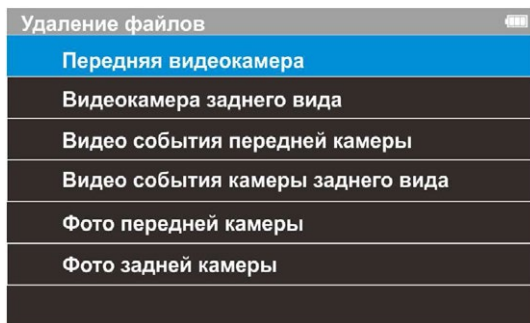 Удаление файлов
Передняя видеокамера
Видеокамера заднего вида
Видео события передней камеры
Видео события камеры заднего вида
Фото передней камеры
Фото задней камеры